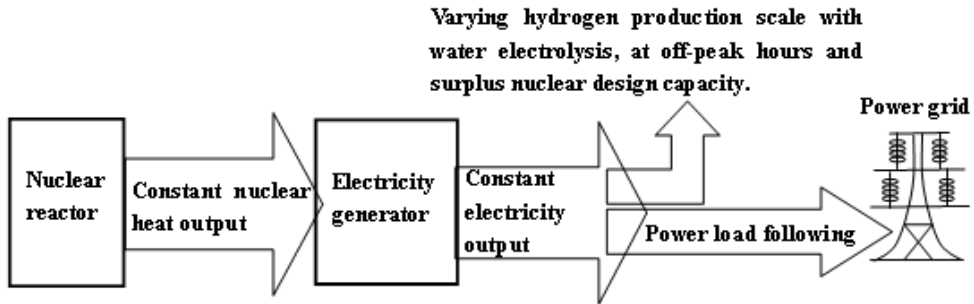 Varying hydrogen production scale with
water electrolysis, at off-peak hours and
surplus nuclear design capacity.
Power grid
Nuclear
reactor
Constant nuclear
heat output
Electricity
generator
Constant
electricity
output
Power load following